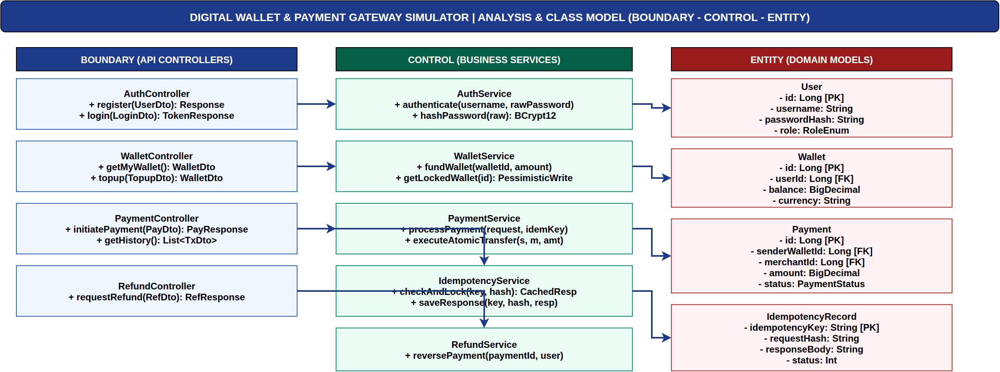 DIGITAL WALLET & PAYMENT GATEWAY SIMULATOR | ANALYSIS & CLASS MODEL (BOUNDARY - CONTROL - ENTITY)
BOUNDARY (API CONTROLLERS)
AuthController
+ register(UserDto): Response
+ login(LoginDto): TokenResponse
WalletController
+ getMyWallet(): WalletDto
+ topup(TopupDto): WalletDto
PaymentController
+ initiatePayment(PayDto): PayResponse
+ getHistory(): List<TxDto>
RefundController
+ requestRefund(RefDto): RefResponse
CONTROL (BUSINESS SERVICES)
AuthService
+ authenticate(username, rawPassword)
+ hashPassword(raw): BCrypt12
WalletService
+ fundWallet(walletId, amount)
+ getLockedWallet(id): PessimisticWrite
PaymentService
+ processPayment(request, idemKey)
+ executeAtomicTransfer(s, m, amt)
IdempotencyService
+ checkAndLock(key, hash): CachedResp
+ saveResponse(key, hash, resp)
RefundService
+ reversePayment(paymentId, user)
ENTITY (DOMAIN MODELS)
User
- id: Long [PK]
- username: String
- passwordHash: String
- role: RoleEnum
Wallet
- id: Long [PK]
- userId: Long [FK]
- balance: BigDecimal
- currency: String
Payment
- id: Long [PK]
- senderWalletId: Long [FK]
- merchantId: Long [FK]
- amount: BigDecimal
- status: PaymentStatus
IdempotencyRecord
- idempotencyKey: String [PK]
- requestHash: String
- responseBody: String
- status: Int